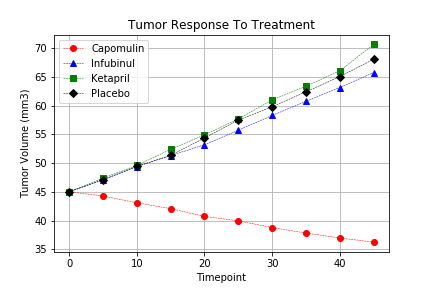 Tumor Response To Treatment
Tumor Volume (mm3)
70
65
60
55
50
45
40
35
Capomulin
Infubinul
Ketapril
Placebo
0 10 20 30 40
Timepoint